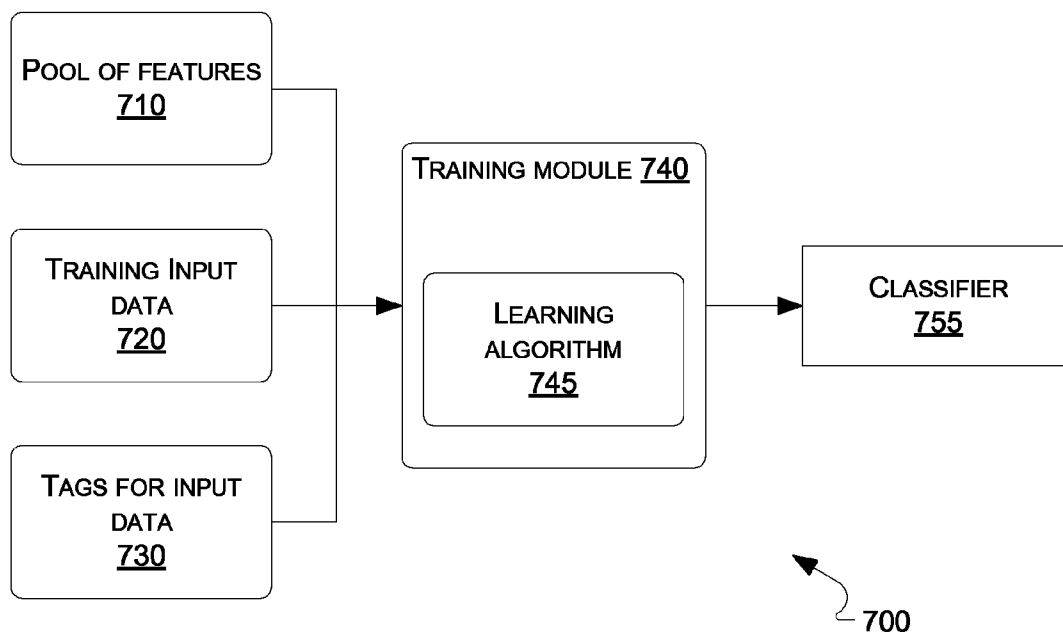 POOL OF FEATURES
710
TRAINING INPUT
DATA
720
TAGS FOR INPUT
DATA
730
TRAINING MODULE 740
LEARNING
ALGORITHM
745
CLASSIFIER
755
700